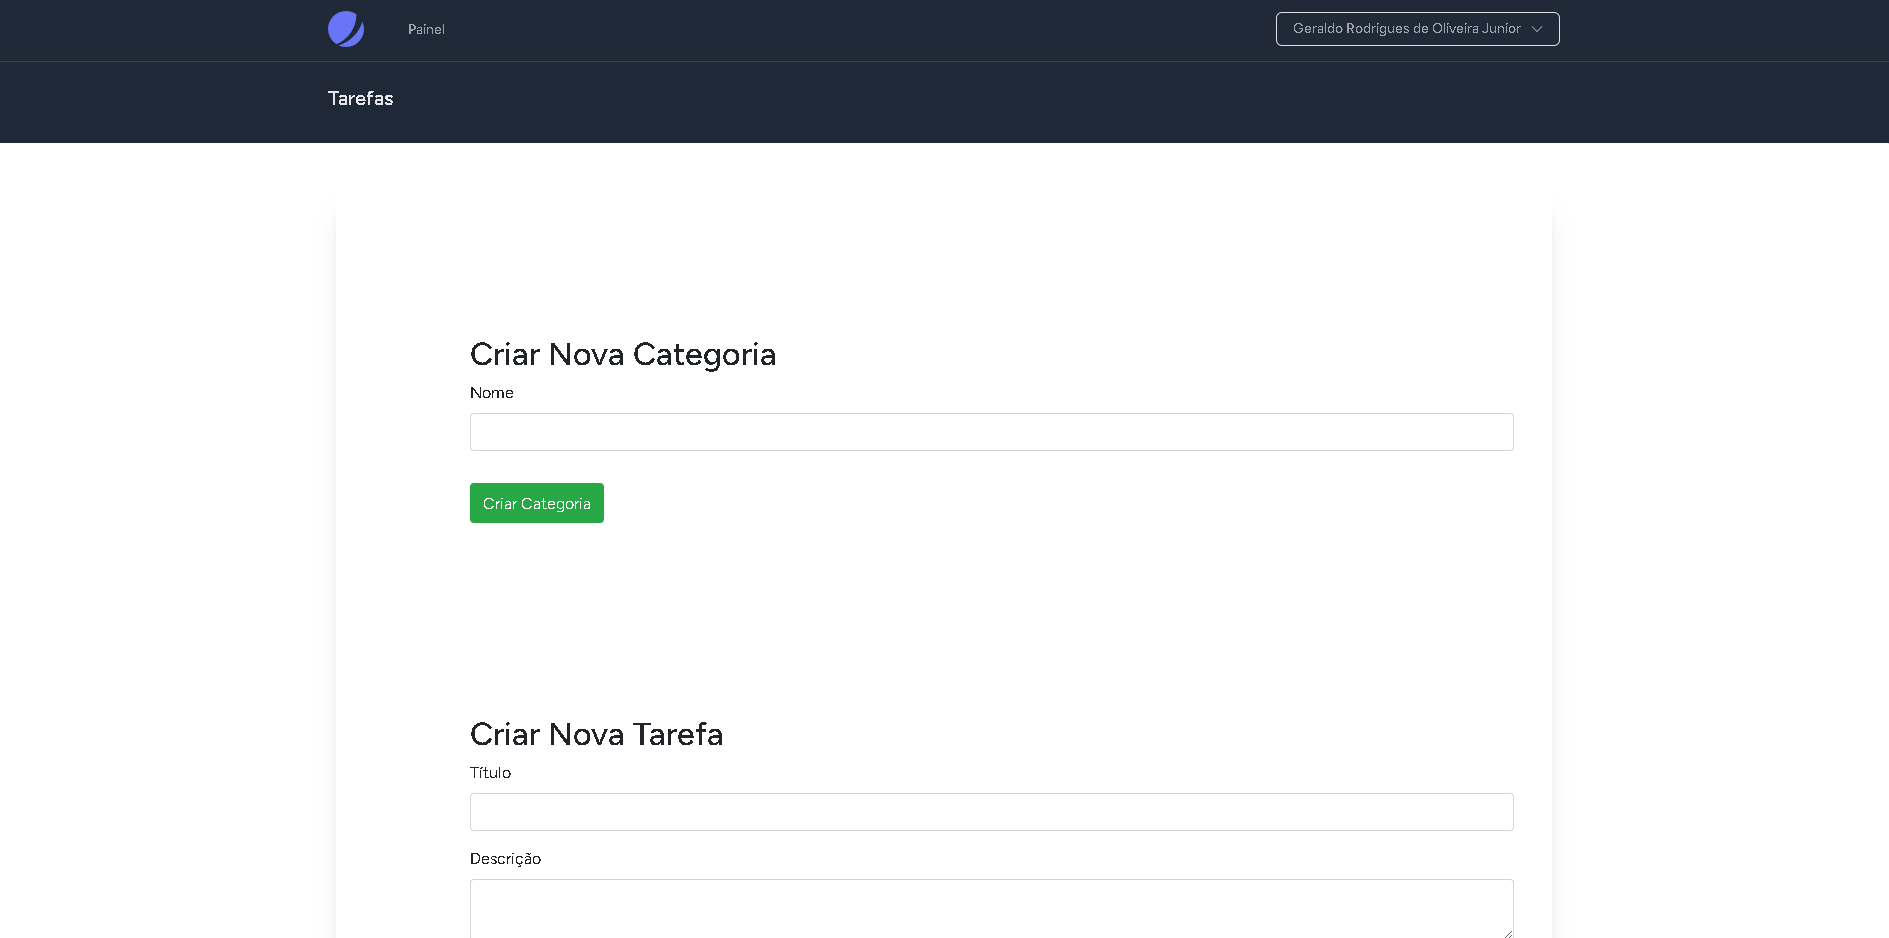 Painel
Geraldo Rodrigues de Oliveira Junior
Tarefas
Criar Nova Categoria
Nome
Criar Categoria
Criar Nova Tarefa
Título
Descrição